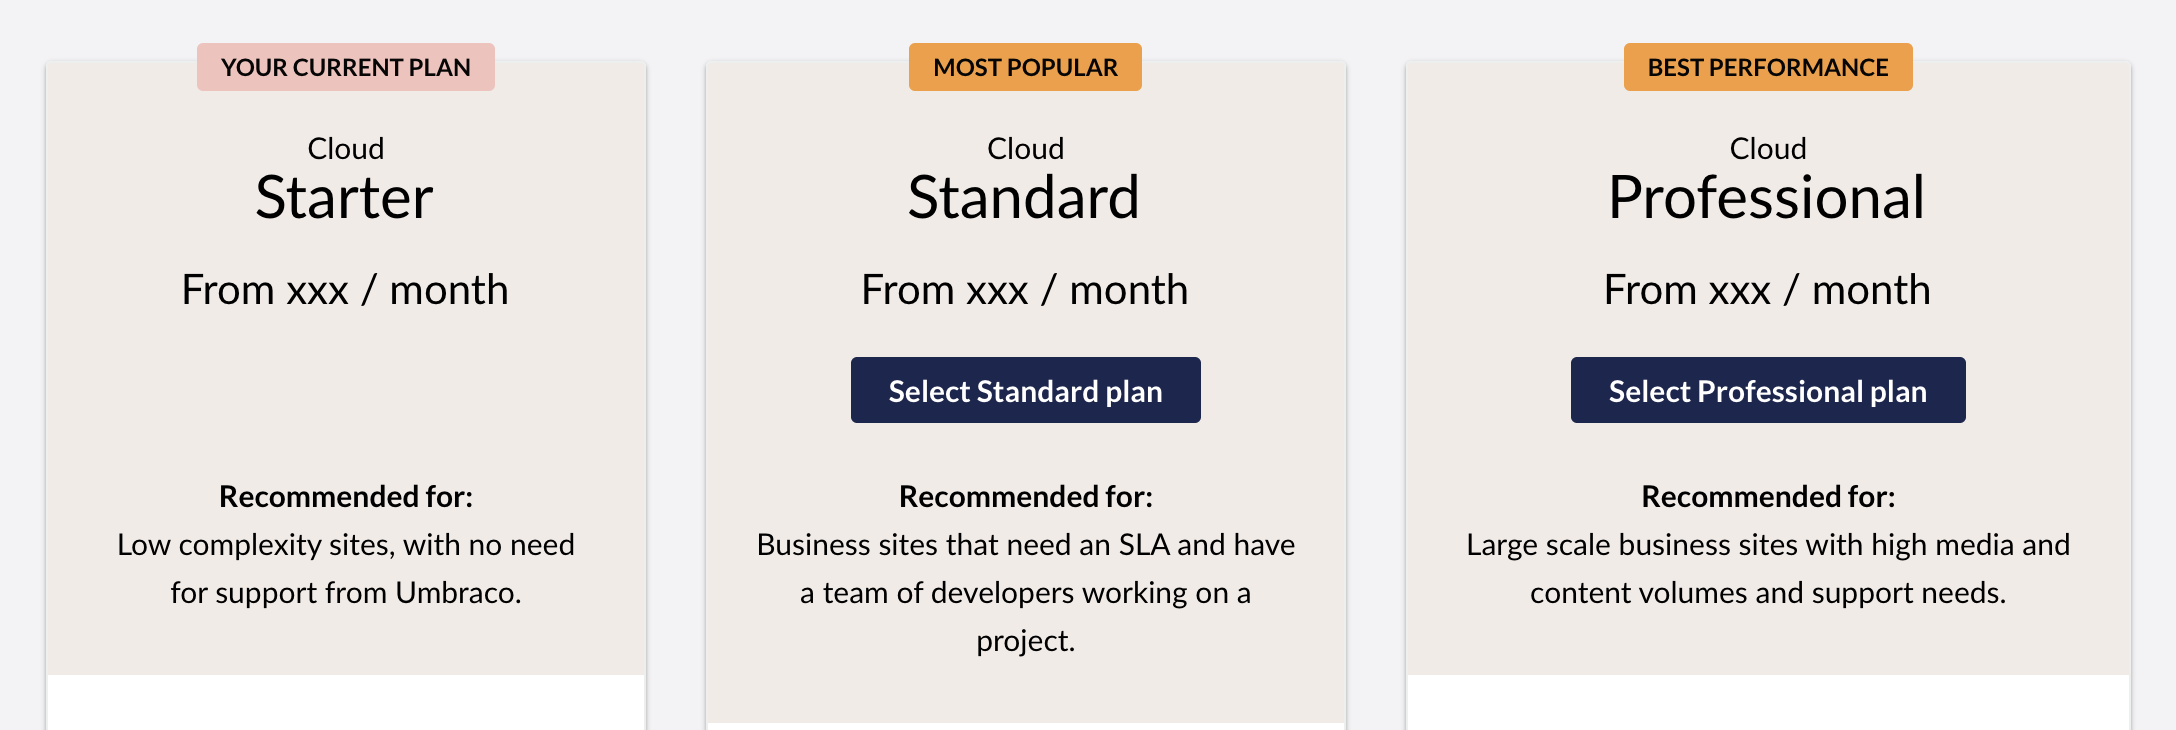 YOUR CURRENT PLAN
Cloud
Starter
From xxx / month
Recommended for:
Low complexity sites, with no need
for support from Umbraco.
MOST POPULAR
Cloud
Standard
From xxx / month
Select Standard plan
Recommended for:
Business sites that need an SLA and have
a team of developers working on a
project.
BEST PERFORMANCE
Cloud
Professional
From xxx / month
Select Professional plan
Recommended for:
Large scale business sites with high media and
content volumes and support needs.